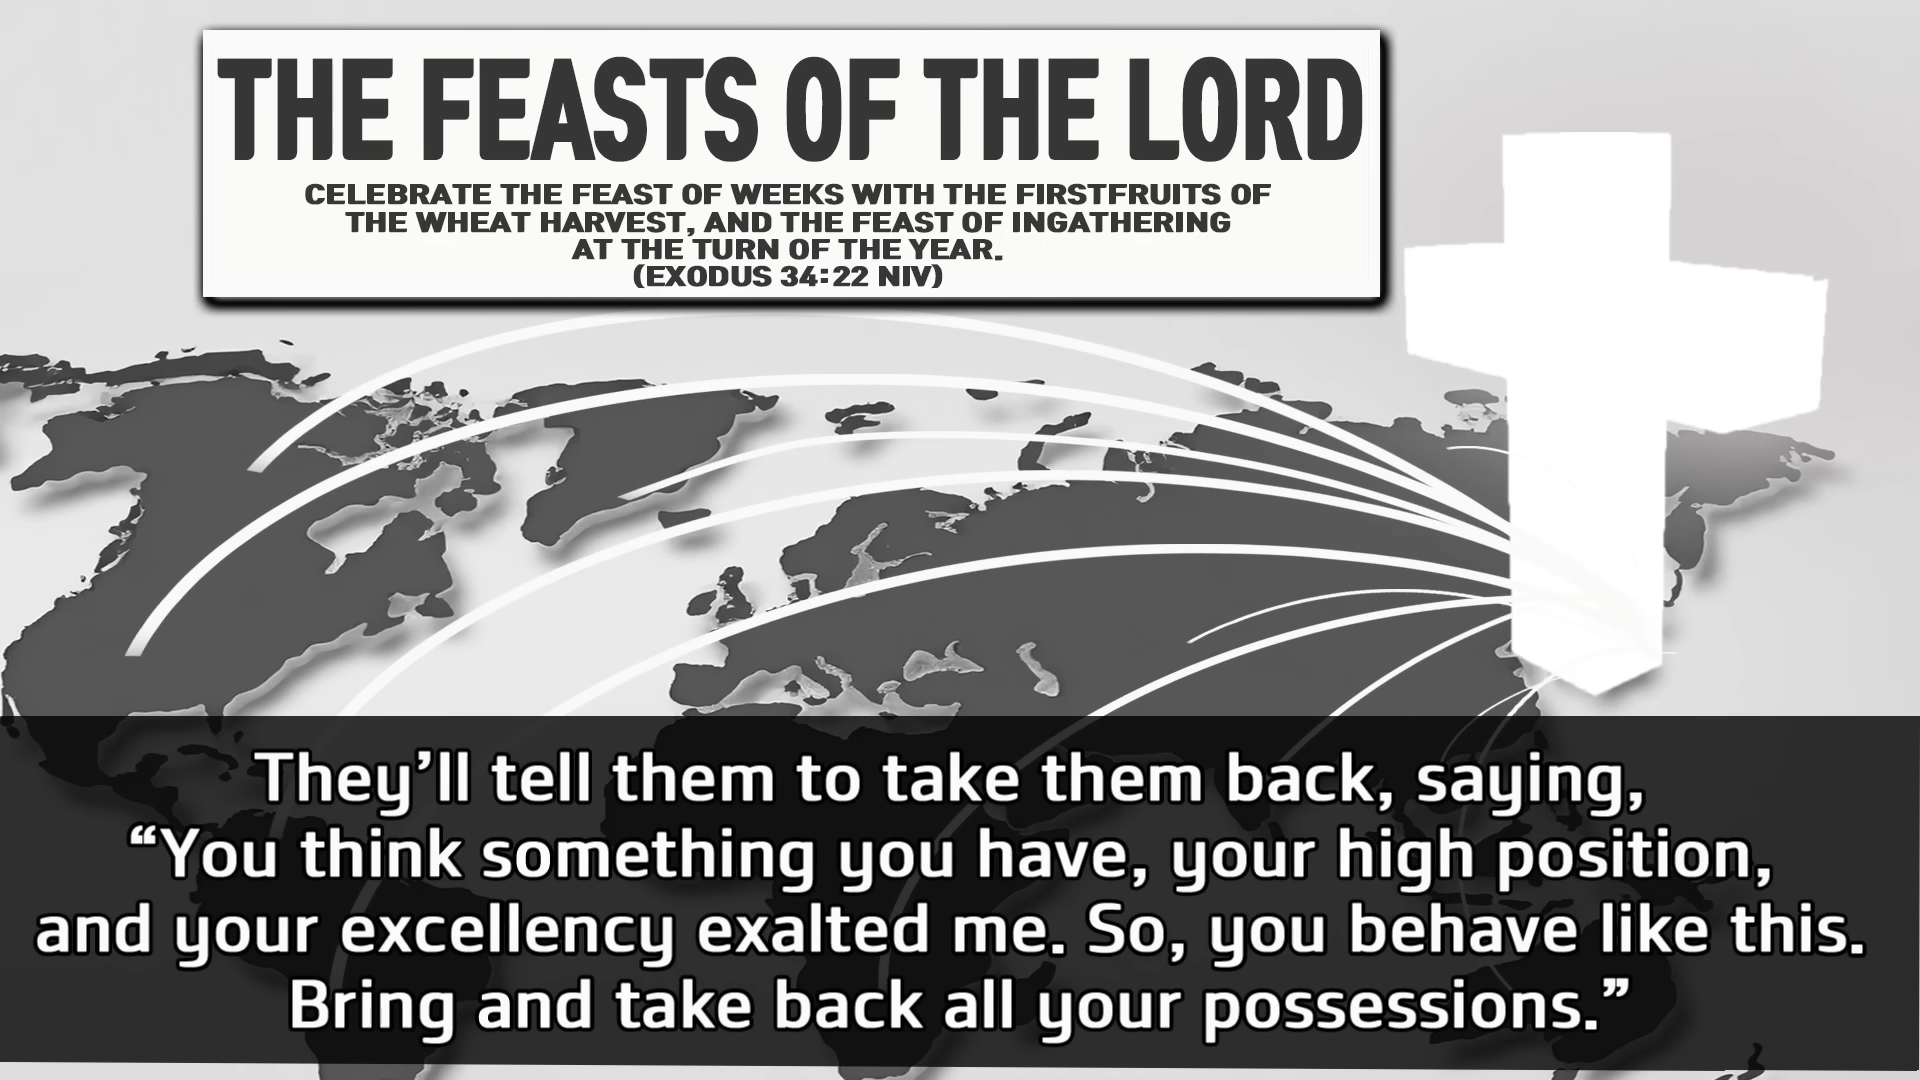 THE FEASTS OF THE LORD
CELEBRATE THE FEAST OF WEEKS WITH THE FIRSTFRUITS OF
THE WHEAT HARVEST, AND THE FEAST OF INGATHERING
AT THE TURN OF THE YEAR.
(EXODUS 34:22 NIV)
They’ll tell them to take them back, saying,
“You think something you have, your high position,
and your excellency exalted me. So, you behave like this.
Bring and take back all your possessions.”